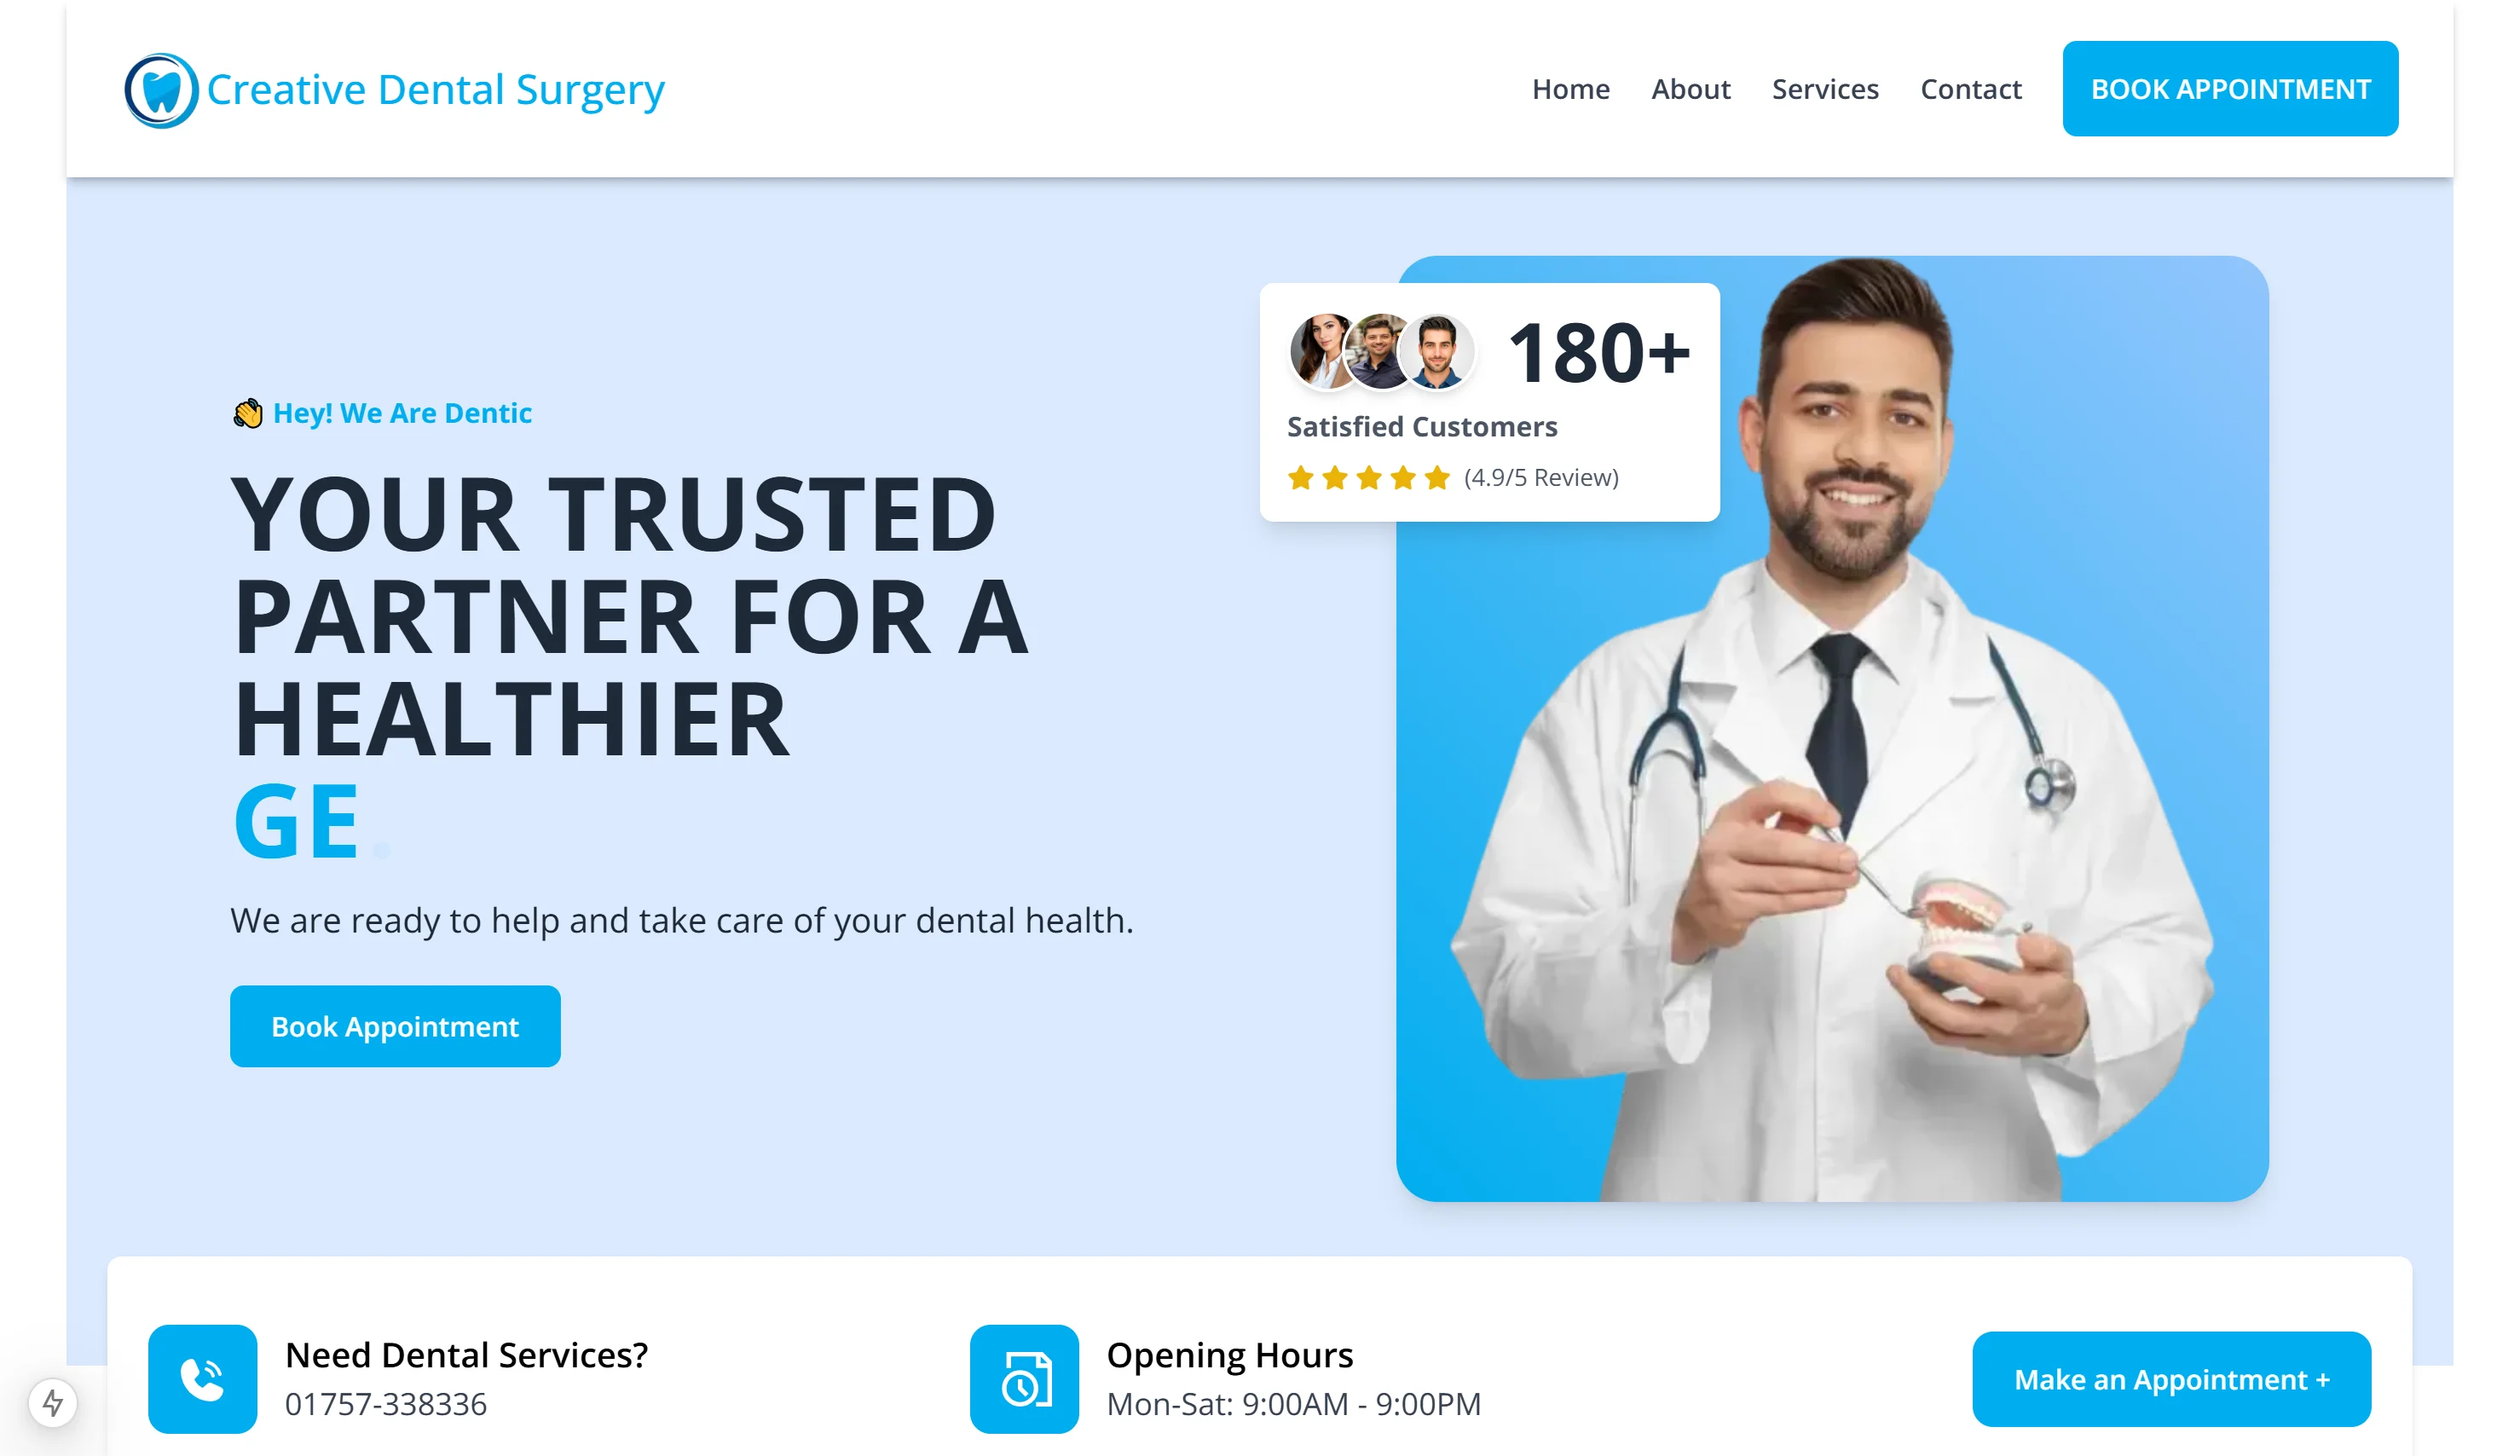 Creative Dental Surgery
Home About Services Contact BOOK APPOINTMENT
👋 Hey! We Are Dentic
YOUR TRUSTED
PARTNER FOR A
HEALTHIER
GE.
We are ready to help and take care of your dental health.
Book Appointment
180+
Satisfied Customers
(4.9/5 Review)
Need Dental Services?
01757-338336
Opening Hours
Mon-Sat: 9:00AM - 9:00PM
Make an Appointment +